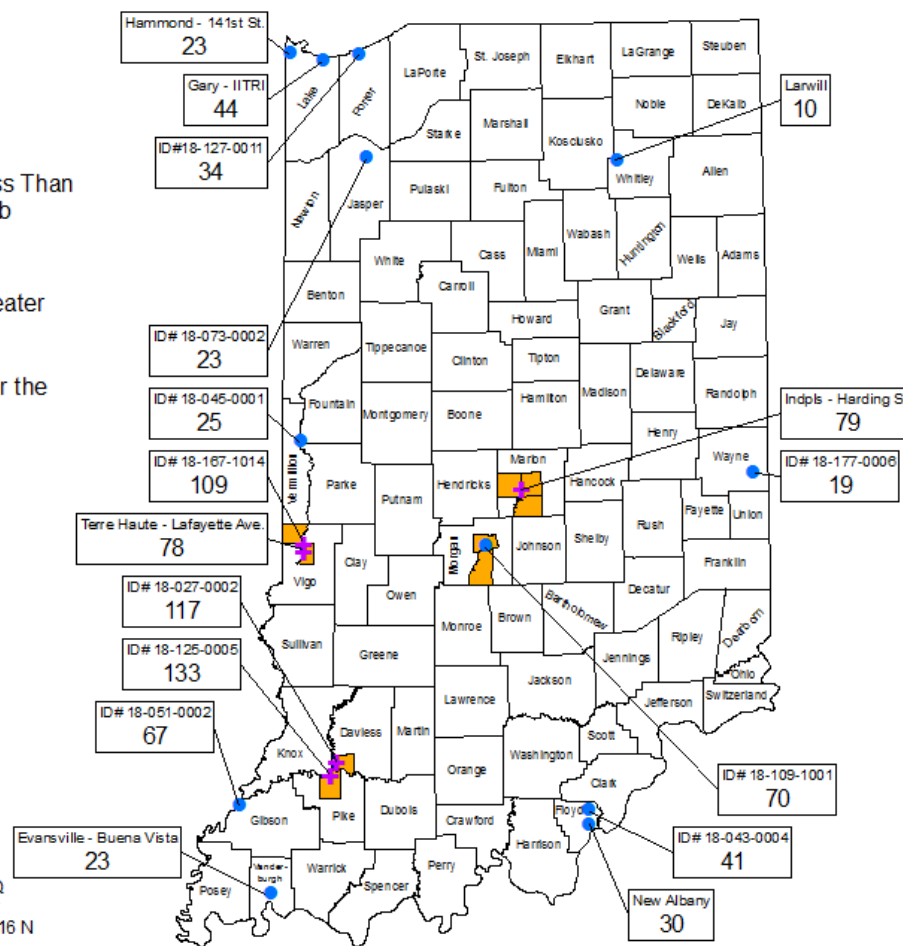 Hammond - 141st St.
23
Gary - IITRI
44
ID#18-127-0011
34
ss Than
b
eater
r the
ID# 18-073-0002
23
ID# 18-045-0001
25
ID# 18-167-1014
109
Terre Haute - Lafayette Ave.
78
ID# 18-027-0002
117
ID# 18-125-0005
133
ID# 18-051-0002
67
Evansville - Buena Vista
23
16 N
Larwill
10
Indpls - Harding S
79
ID# 18-177-0006
19
ID# 18-109-1001
70
ID# 18-043-0004
41
New Albany
30
Lake
Porter
LaPorte
St. Joseph
Elkhart
LaGrange
Steuben
Noble
DeKalb
Starke
Marshall
Kosciusko
Whitley
Allen
Newton
Jasper
Pulaski
Fulton
Wabash
Huntington
Wells
Adams
White
Cass
Miami
Benton
Carroll
Howard
Grant
Blackford
Jay
Warren
Tippecanoe
Clinton
Tipton
Madison
Delaware
Randolph
Fountain
Montgomery
Boone
Hamilton
Henry
Wayne
Vermillion
Parke
Putnam
Hendricks
Marion
Hancock
Fayette
Union
Rush
Shelby
Johnson
Morgan
Vigo
Clay
Owen
Franklin
Decatur
Bartholomew
Brown
Monroe
Sullivan
Greene
Dearborn
Ripley
Jennings
Ohio
Switzerland
Jefferson
Jackson
Lawrence
Daviess
Martin
Knox
Scott
Washington
Orange
Clark
Gibson
Pike
Dubois
Crawford
Floyd
Harrison
Posey
Vander-
burgh
Warrick
Spencer
Perry